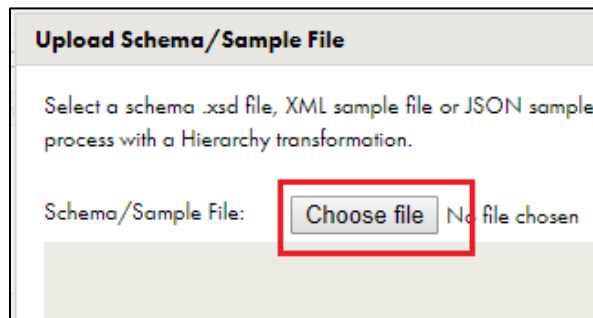 Upload Schema/Sample File
Select a schema .xsd file, XML sample file or JSON sample
process with a Hierarchy transformation.
Schema/Sample File: Choose file No file chosen